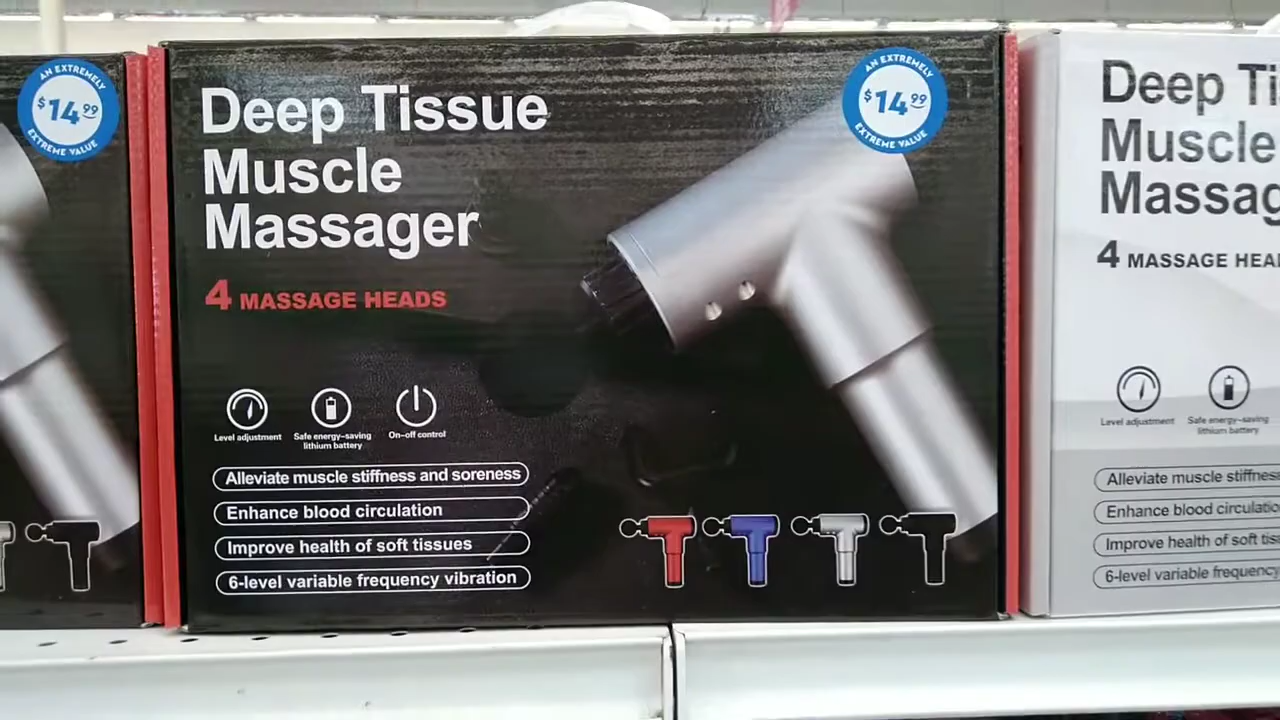 AN EXTREMELY
$14.99
EXTREME VALUE
Deep Tissue
Muscle
Massager
4 MASSAGE HEADS
AN EXTREMELY
$14.99
EXTREME VALUE
Level adjustment
Safe energy-saving
lithium battery
On-off control
Alleviate muscle stiffness and soreness
Enhance blood circulation
Improve health of soft tissues
6-level variable frequency vibration
Deep Ti
Muscle
Massag
4 MASSAGE HEA
Level adjustment
Safe energy-saving
lithium battery
Alleviate muscle stiffness
Enhance blood circulatio
Improve health of soft tis
6-level variable frequency